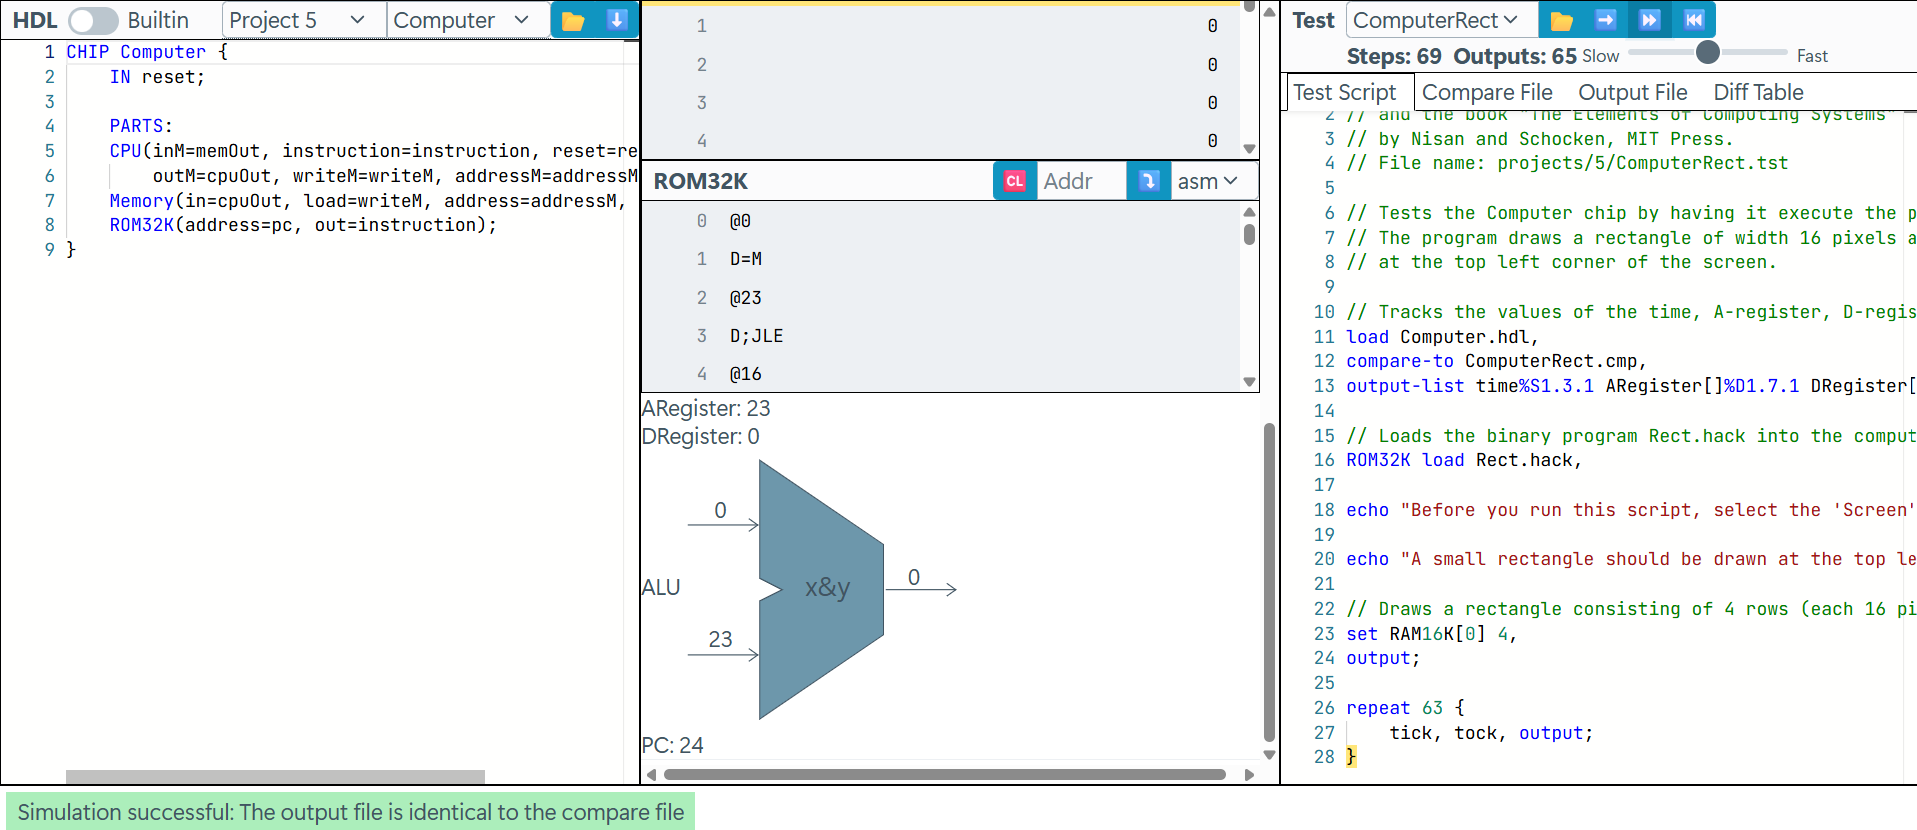 HDL Builtin Project 5 Computer
1 CHIP Computer {
2 IN reset;
3
4 PARTS:
5 CPU(inM=memOut, instruction=instruction, reset=re
6 outM=cpuOut, writeM=writeM, addressM=addressM
7 Memory(in=cpuOut, load=writeM, address=addressM,
8 ROM32K(address=pc, out=instruction);
9 }
1 0
2 0
3 0
4 0
ROM32K CL Addr asm
0 @0
1 D=M
2 @23
3 D;JLE
4 @16
ARegister: 23
DRegister: 0
0
ALU
x&y
0
23
PC: 24
Test ComputerRect
Steps: 69 Outputs: 65 Slow Fast
Test Script Compare File Output File Diff Table
2 // and the book "The Elements of Computing Systems"
3 // by Nisan and Schocken, MIT Press.
4 // File name: projects/5/ComputerRect.tst
5
6 // Tests the Computer chip by having it execute the p
7 // The program draws a rectangle of width 16 pixels a
8 // at the top left corner of the screen.
9
10 // Tracks the values of the time, A-register, D-regis
11 load Computer.hdl,
12 compare-to ComputerRect.cmp,
13 output-list time%S1.3.1 ARegister[]%D1.7.1 DRegister[
14
15 // Loads the binary program Rect.hack into the comput
16 ROM32K load Rect.hack,
17
18 echo "Before you run this script, select the 'Screen'
19
20 echo "A small rectangle should be drawn at the top le
21
22 // Draws a rectangle consisting of 4 rows (each 16 pi
23 set RAM16K[0] 4,
24 output;
25
26 repeat 63 {
27 tick, tock, output;
28 }
Simulation successful: The output file is identical to the compare file